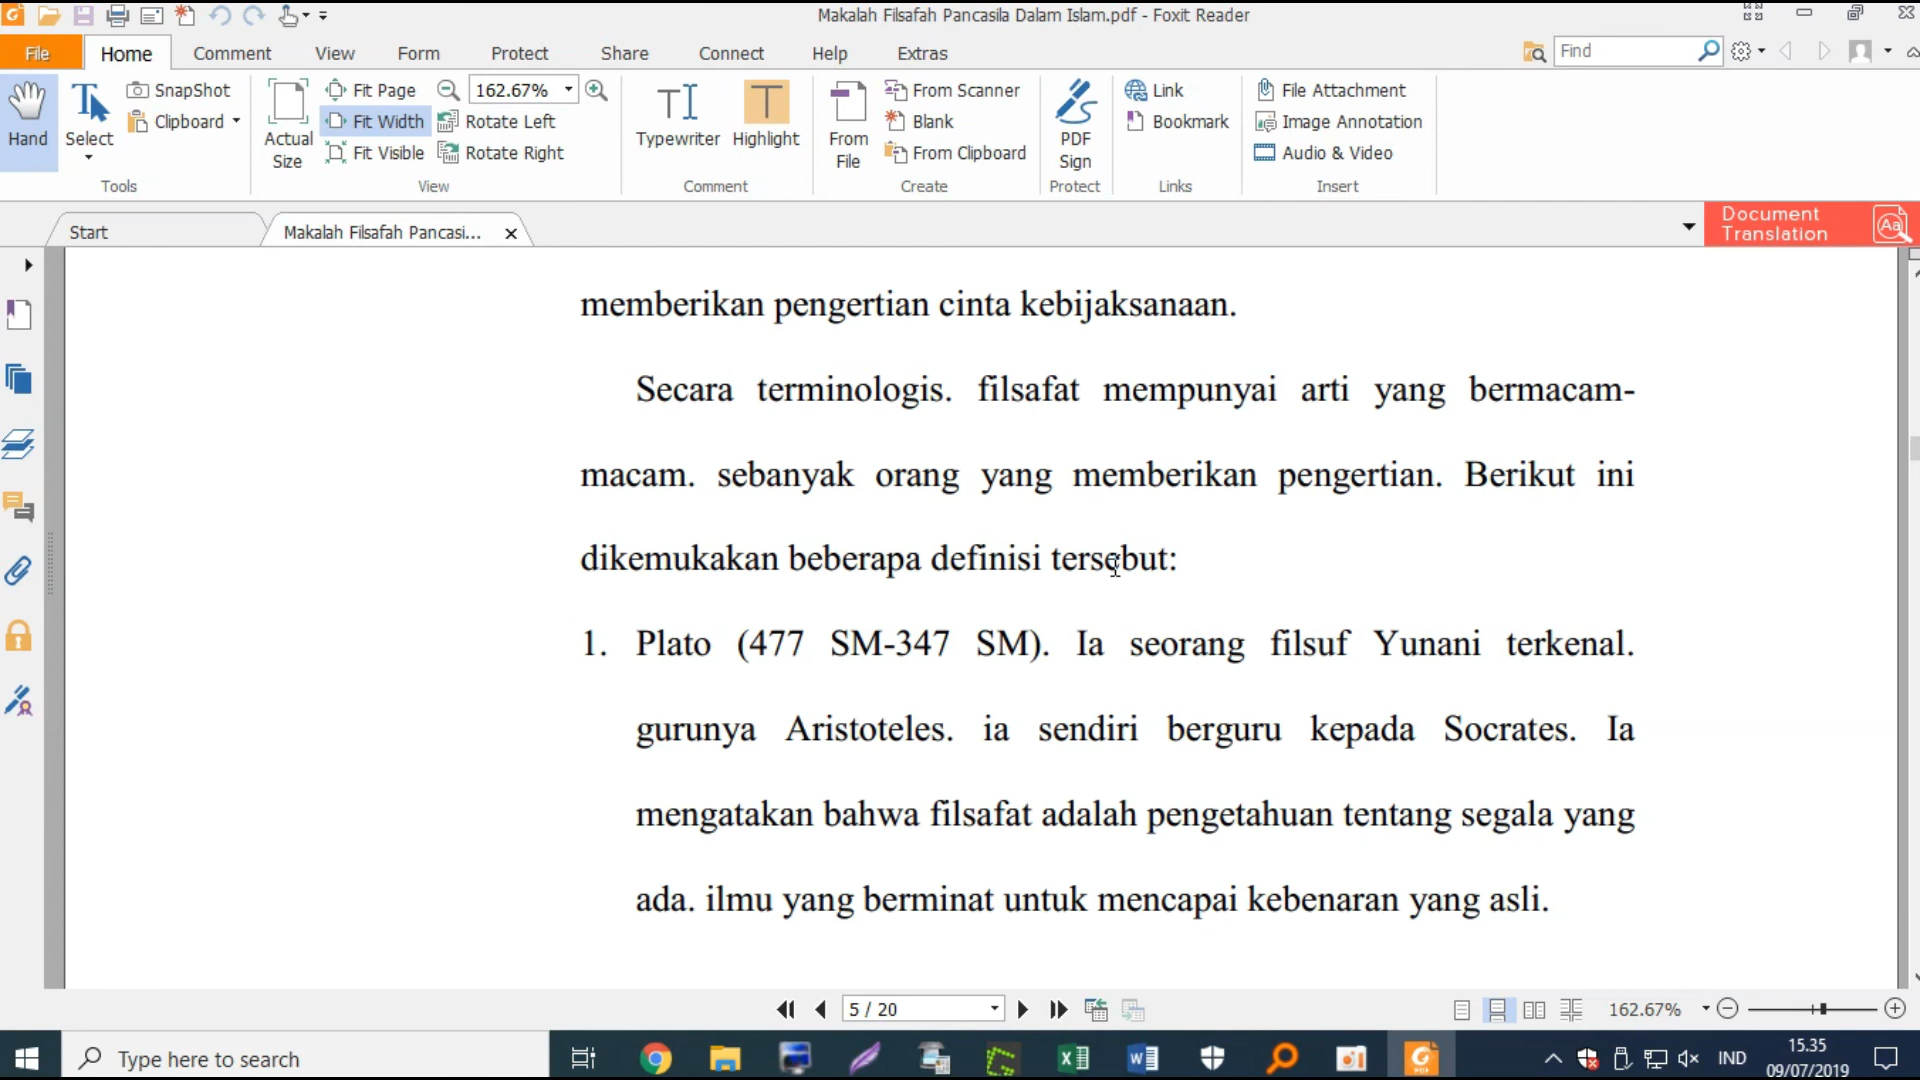 Makalah Filsafah Pancasila Dalam Islam.pdf - Foxit Reader
File Home Comment View Form Protect Share Connect Help Extras Find
Hand
Select
SnapShot
Clipboard
Tools
Actual Size
Fit Page
Fit Width
Fit Visible
162.67%
Rotate Left
Rotate Right
View
Typewriter
Highlight
Comment
From File
From Scanner
Blank
From Clipboard
Create
PDF Sign
Protect
Link
Bookmark
Links
File Attachment
Image Annotation
Audio & Video
Insert
Start
Makalah Filsafah Pancasi...
Document
Translation
memberikan pengertian cinta kebijaksanaan.
Secara terminologis. filsafat mempunyai arti yang bermacam-
macam. sebanyak orang yang memberikan pengertian. Berikut ini
dikemukakan beberapa definisi tersebut:
1. Plato (477 SM-347 SM). Ia seorang filsuf Yunani terkenal.
gurunya Aristoteles. ia sendiri berguru kepada Socrates. Ia
mengatakan bahwa filsafat adalah pengetahuan tentang segala yang
ada. ilmu yang berminat untuk mencapai kebenaran yang asli.
5 / 20
162.67%
Type here to search
IND
15.35
09/07/2019